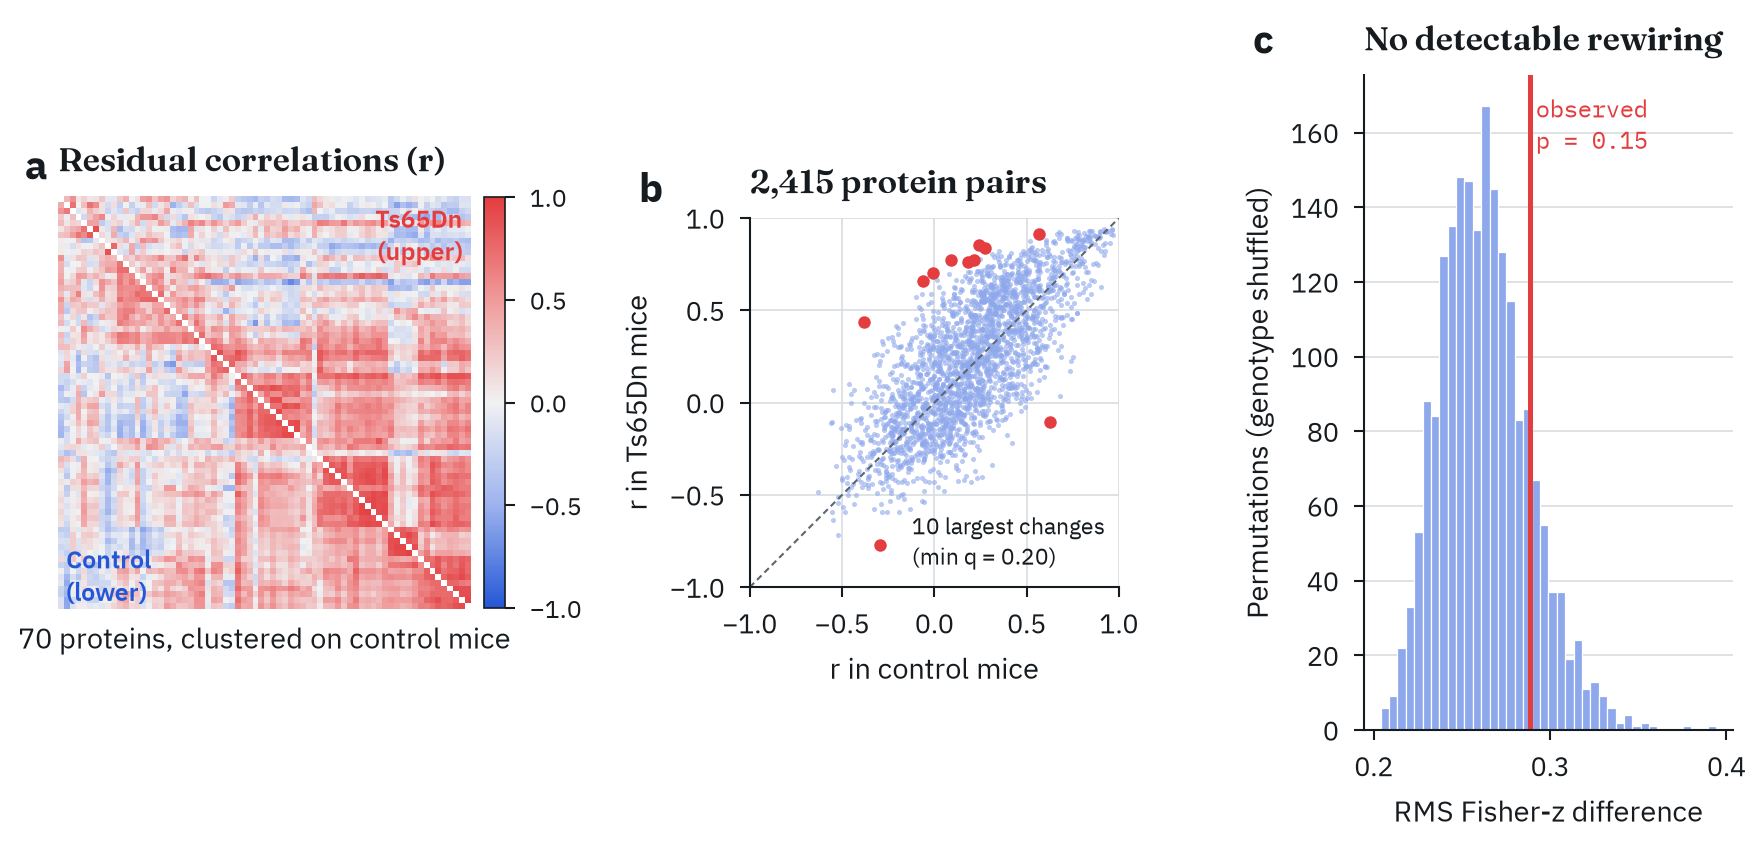 a Residual correlations (r)
Ts65Dn
(upper)
Control
(lower)
1.0
0.5
0.0
−0.5
−1.0
70 proteins, clustered on control mice
b 2,415 protein pairs
r in Ts65Dn mice
1.0
0.5
0.0
−0.5
−1.0
10 largest changes
(min q = 0.20)
−1.0 −0.5 0.0 0.5 1.0
r in control mice
c No detectable rewiring
Permutations (genotype shuffled)
160
140
120
100
80
60
40
20
0
observed
p = 0.15
0.2 0.3 0.4
RMS Fisher-z difference